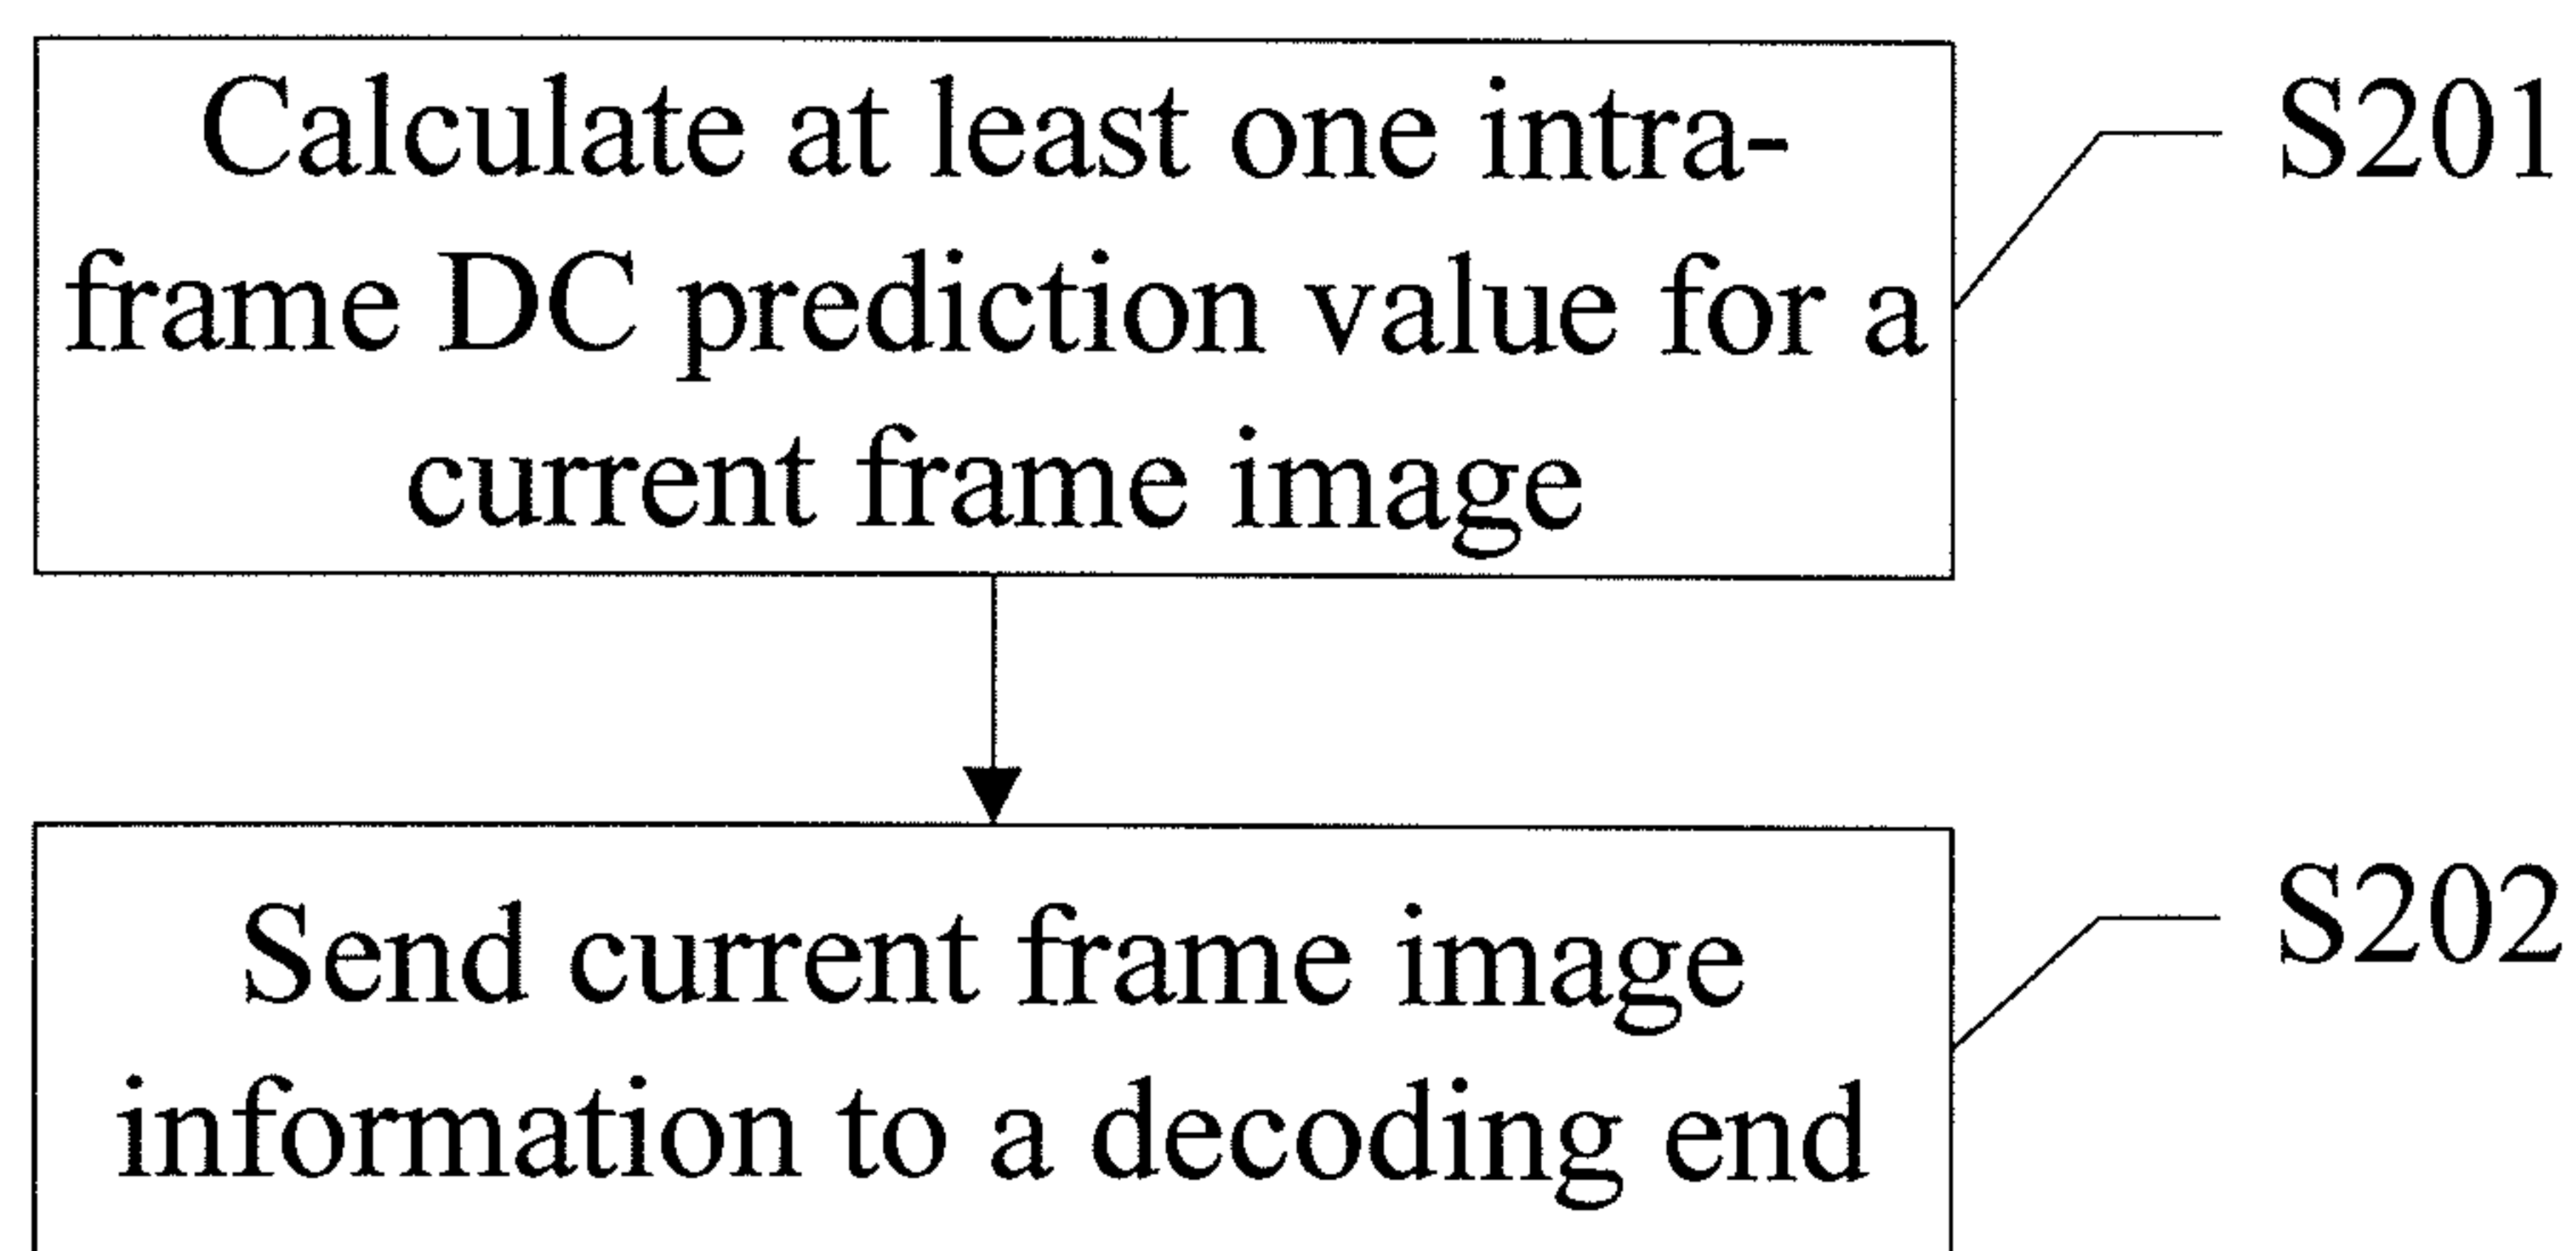 Calculate at least one intra-
frame DC prediction value for a
current frame image
S201
Send current frame image
information to a decoding end
S202